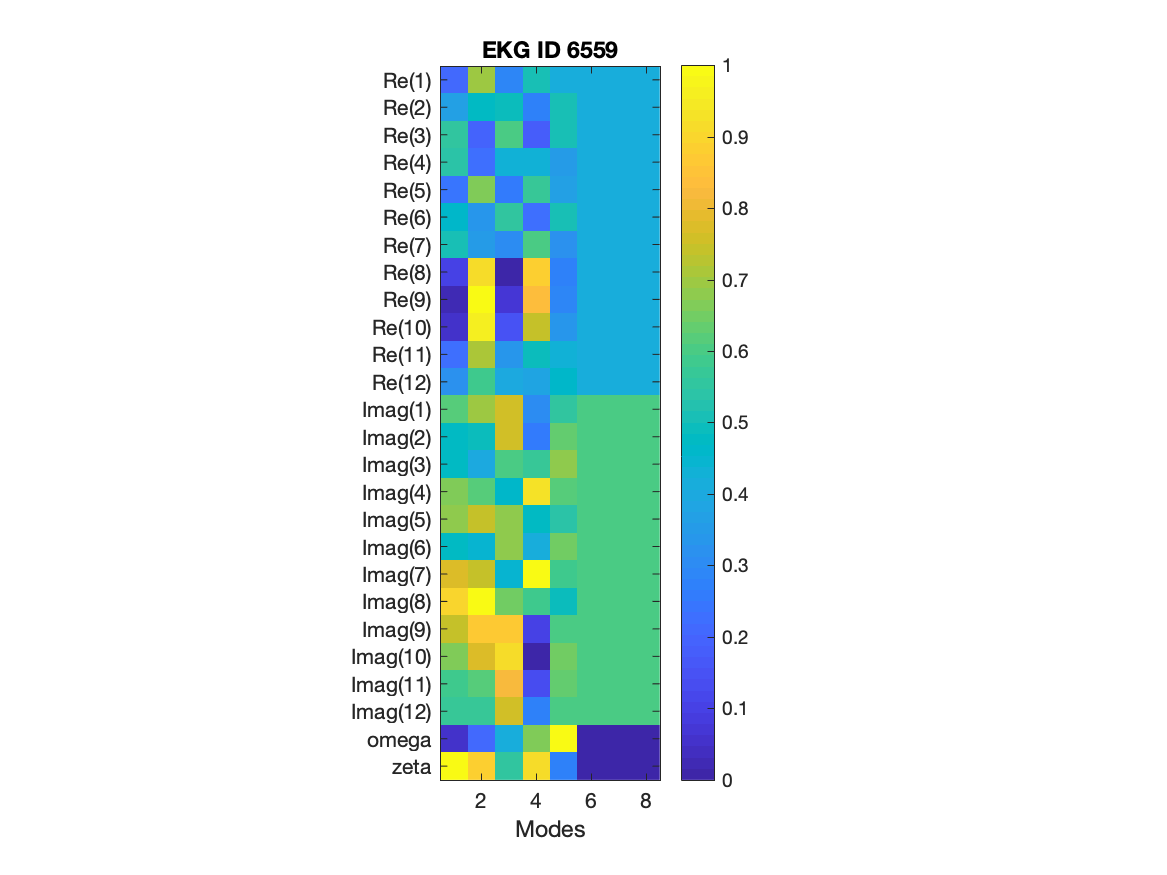 EKG ID 6559
Re(1)
Re(2)
Re(3)
Re(4)
Re(5)
Re(6)
Re(7)
Re(8)
Re(9)
Re(10)
Re(11)
Re(12)
Imag(1)
Imag(2)
Imag(3)
Imag(4)
Imag(5)
Imag(6)
Imag(7)
Imag(8)
Imag(9)
Imag(10)
Imag(11)
Imag(12)
omega
zeta
2 4 6 8
Modes
1
0.9
0.8
0.7
0.6
0.5
0.4
0.3
0.2
0.1
0